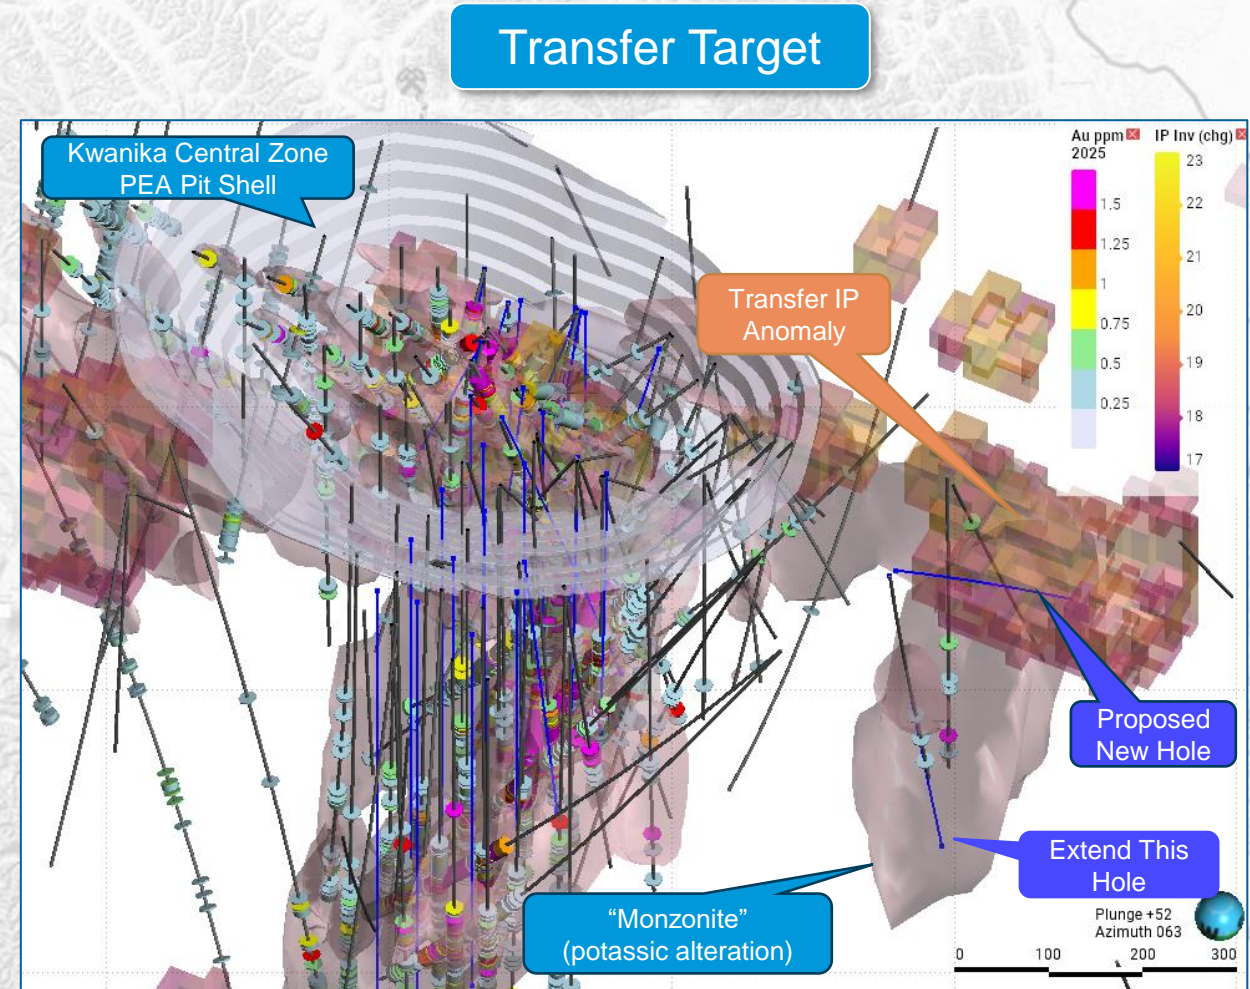 Transfer Target
Kwanika Central Zone
PEA Pit Shell
Au ppm
2025
1.5
1.25
1
0.75
0.5
0.25
IP Inv (chg)
23
22
21
20
19
18
17
Transfer IP
Anomaly
Proposed
New Hole
Extend This
Hole
"Monzonite"
(potassic alteration)
Plunge +52
Azimuth 063
0 100 200 300